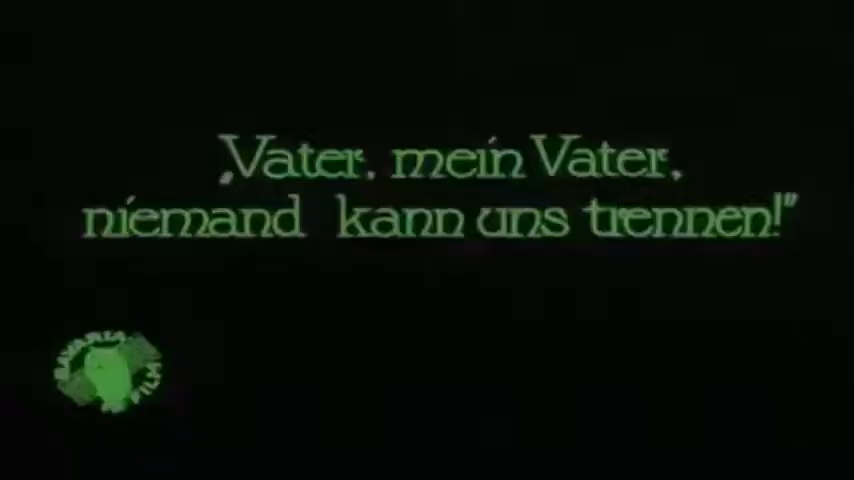 „Vater, mein Vater,
niemand kann uns trennen!"
BAVARIA
FILM